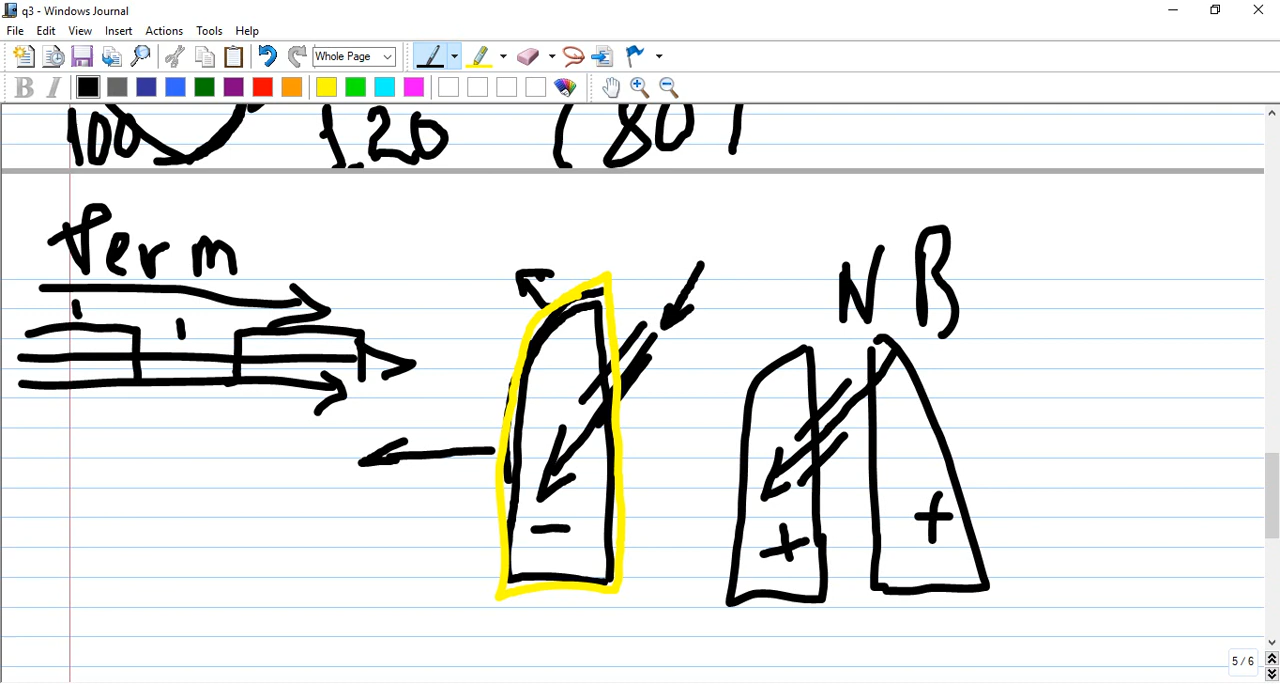 q3 - Windows Journal
File Edit View Insert Actions Tools Help
Whole Page
B I
100 120 (80)
Perm
N B
- + +
5 / 6